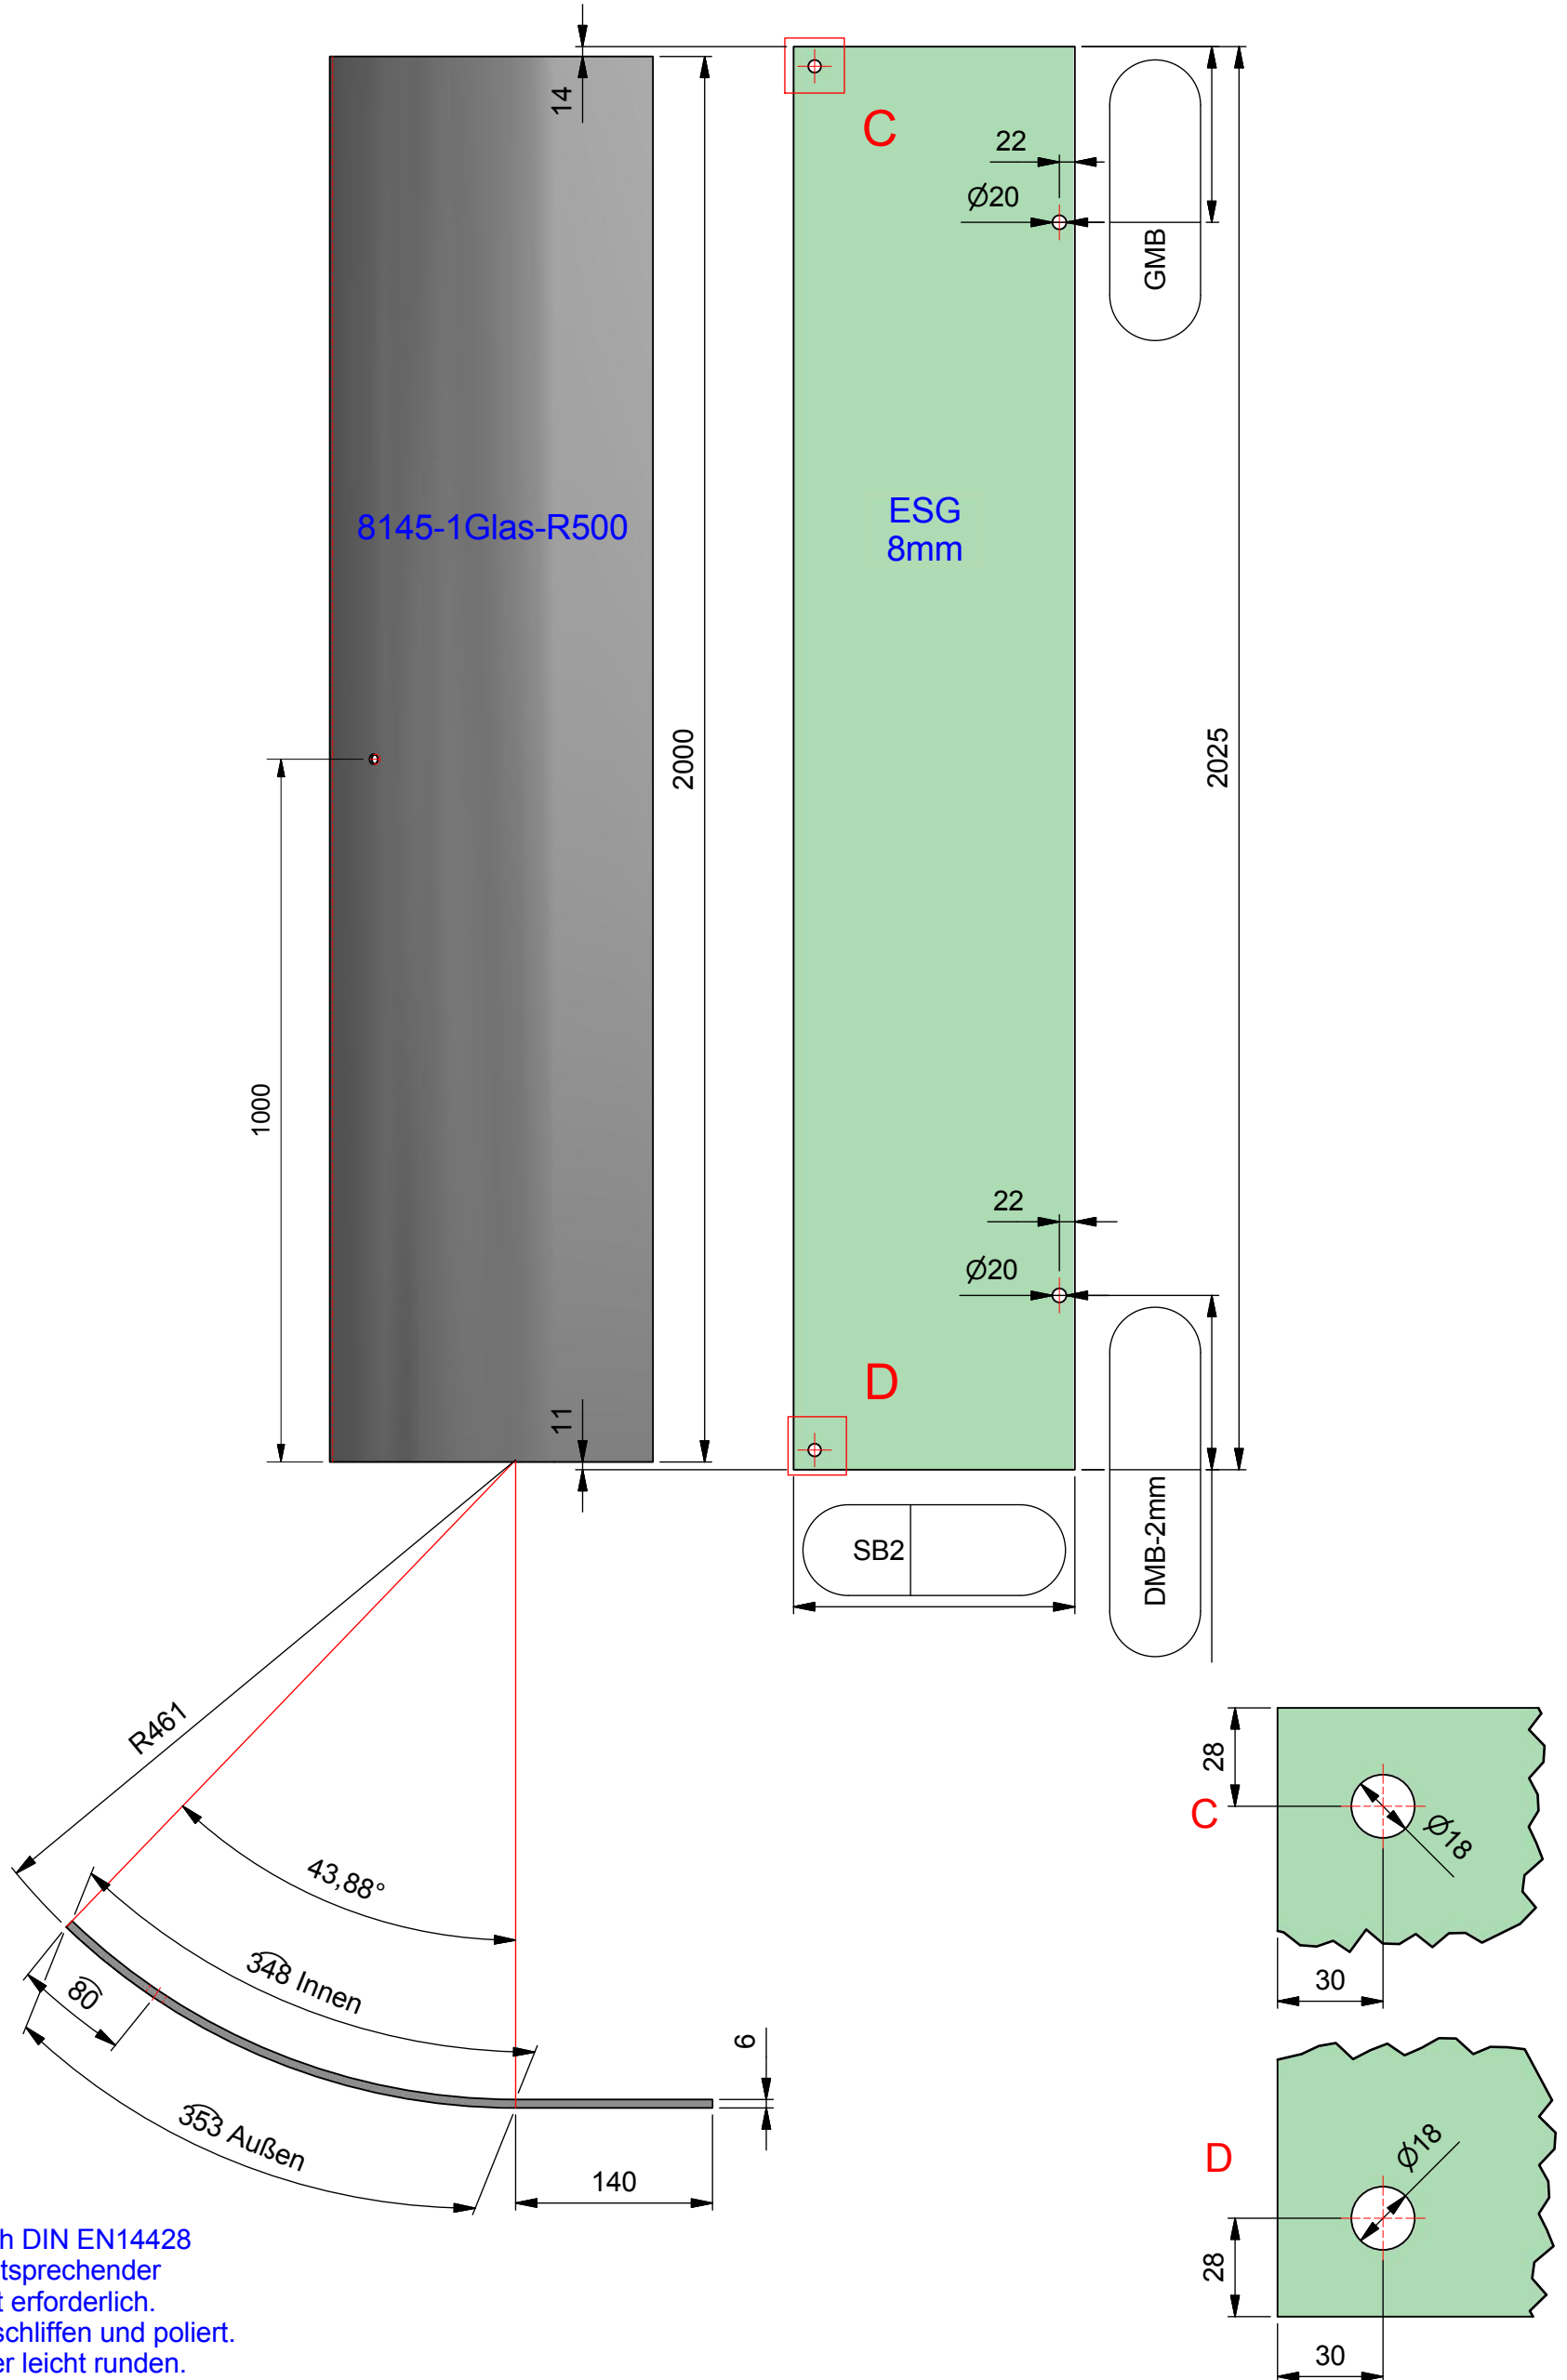 14
C
22
Ø20
GMB
8145-1Glas-R500
ESG
8mm
2000
2025
1000
22
Ø20
D
11
SB2
DMB-2mm
R461
43,88°
348 Innen
80
353 Außen
6
140
28
C
Ø18
30
D
Ø18
28
30
DIN EN14428
erforderlich.
und poliert.
leicht runden.